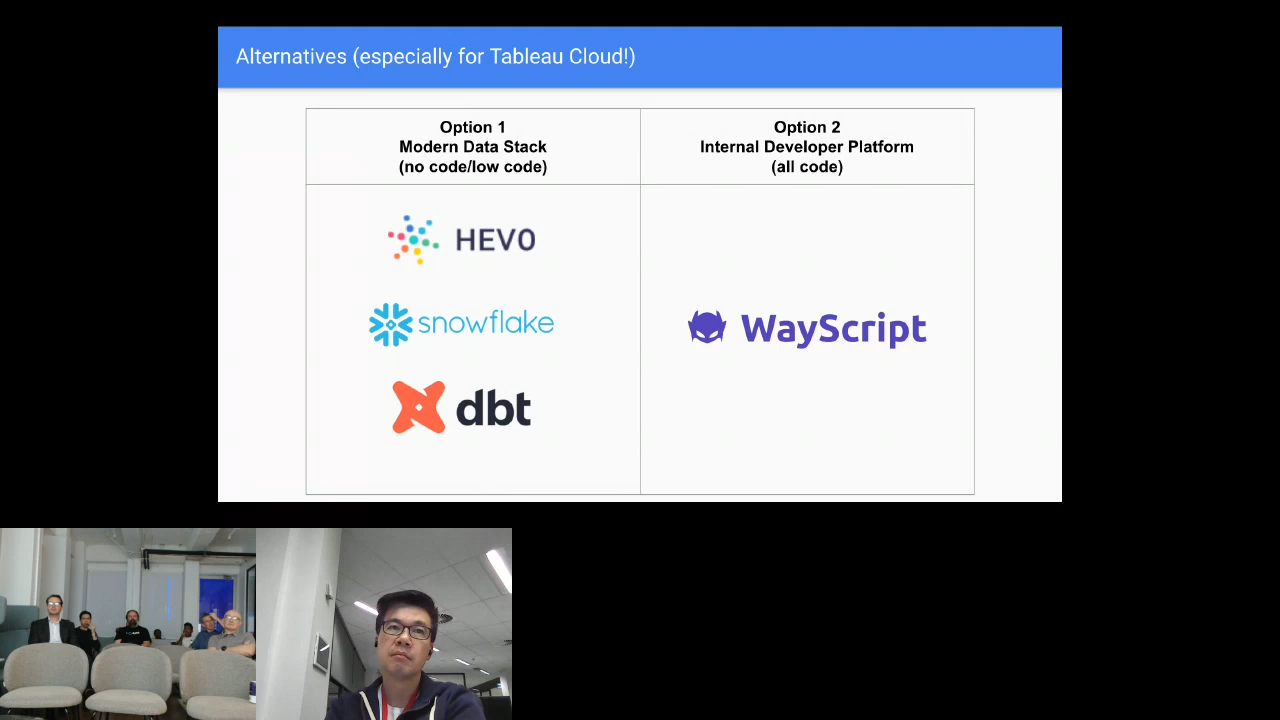 Alternatives (especially for Tableau Cloud!)
Option 1
Modern Data Stack
(no code/low code)
Option 2
Internal Developer Platform
(all code)
HEVO
snowflake
dbt
WayScript